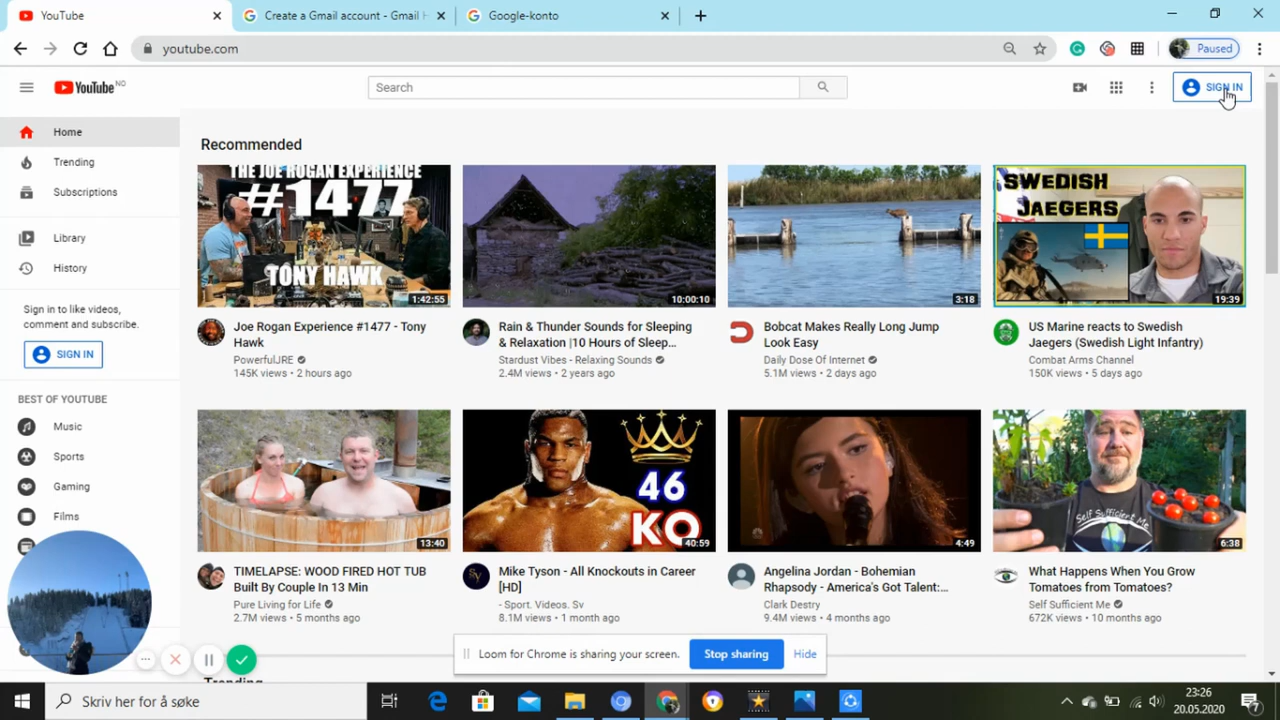 YouTube
Create a Gmail account - Gmail H
Google-konto
youtube.com
Paused
YouTube NO
Search
SIGN IN
Home
Trending
Subscriptions
Library
History
Sign in to like videos,
comment and subscribe.
SIGN IN
BEST OF YOUTUBE
Music
Sports
Gaming
Films
Recommended
THE JOE ROGAN EXPERIENCE
#1477
TONY HAWK
1:42:55
Joe Rogan Experience #1477 - Tony
Hawk
PowerfulJRE
145K views • 2 hours ago
10:00:10
Rain & Thunder Sounds for Sleeping
& Relaxation |10 Hours of Sleep...
Stardust Vibes - Relaxing Sounds
2.4M views • 2 years ago
3:18
Bobcat Makes Really Long Jump
Look Easy
Daily Dose Of Internet
5.1M views • 2 days ago
SWEDISH
JAEGERS
19:39
US Marine reacts to Swedish
Jaegers (Swedish Light Infantry)
Combat Arms Channel
150K views • 5 days ago
13:40
TIMELAPSE: WOOD FIRED HOT TUB
Built By Couple In 13 Min
Pure Living for Life
2.7M views • 5 months ago
46
KO
40:59
Mike Tyson - All Knockouts in Career
[HD]
- Sport. Videos. Sv
8.1M views • 1 month ago
4:49
Angelina Jordan - Bohemian
Rhapsody - America's Got Talent:...
Clark Destry
9.4M views • 4 months ago
Self Sufficient Me
6:38
What Happens When You Grow
Tomatoes from Tomatoes?
Self Sufficient Me
672K views • 10 months ago
Loom for Chrome is sharing your screen.
Stop sharing
Hide
Skriv her for å søke
23:26
20.05.2020
7